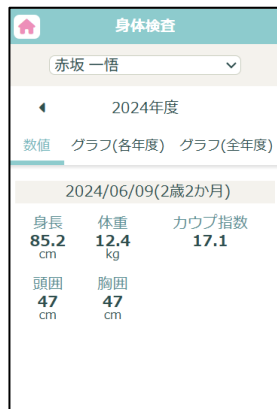 身体検査
赤坂 一悟
2024年度
数値 グラフ(各年度) グラフ(全年度)
2024/06/09(2歳2か月)
身長 体重 カウプ指数
85.2 12.4 17.1
cm kg
頭囲 胸囲
47 47
cm cm